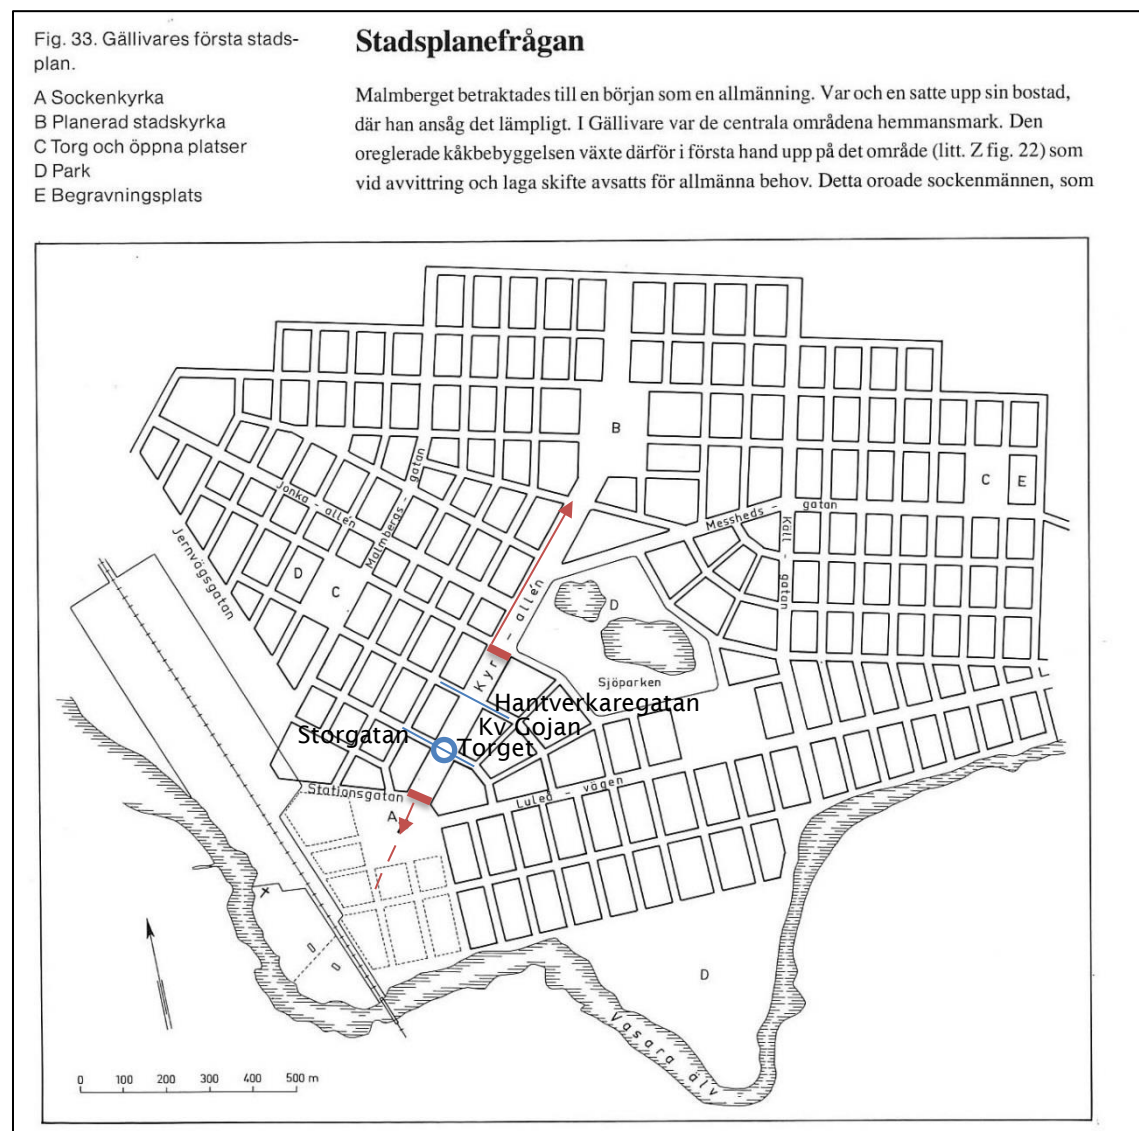 Fig. 33. Gällivares första stads-
plan.
A Sockenkyrka
B Planerad stadskyrka
C Torg och öppna platser
D Park
E Begravningsplats
Stadsplanefrågan
Malmberget betraktades till en början som en allmänning. Var och en satte upp sin bostad,
där han ansåg det lämpligt. I Gällivare var de centrala områdena hemmansmark. Den
oreglerade kåkbebyggelsen växte därför i första hand upp på det område (litt. Z fig. 22) som
vid avvittring och laga skifte avsatts för allmänna behov. Detta oroade sockenmännen, som
B
C
E
Malmbergs - gatan
Jonka - allén
Messheds - gatan
Käll - gatan
Jernvägsgatan
D
C
D
Kyr - allén
Sjöparken
Hantverkaregatan
Kv Gojan
Storgatan
Torget
Stationsgatan
Luleå - vägen
A
D
Vasara älv
0 100 200 300 400 500 m